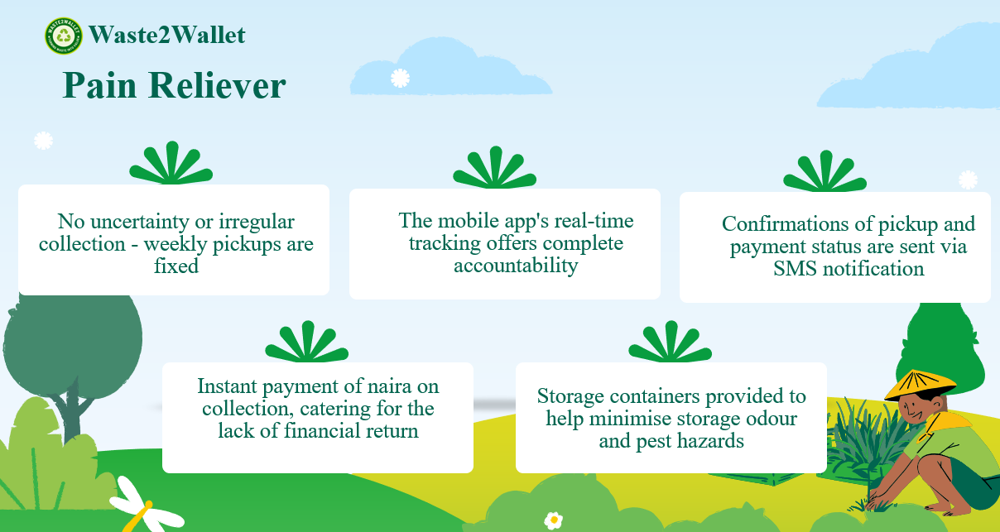 WASTE2WALLET
Waste2Wallet
Pain Reliever
No uncertainty or irregular
collection - weekly pickups are
fixed
The mobile app's real-time
tracking offers complete
accountability
Confirmations of pickup and
payment status are sent via
SMS notification
Instant payment of naira on
collection, catering for the
lack of financial return
Storage containers provided to
help minimise storage odour
and pest hazards